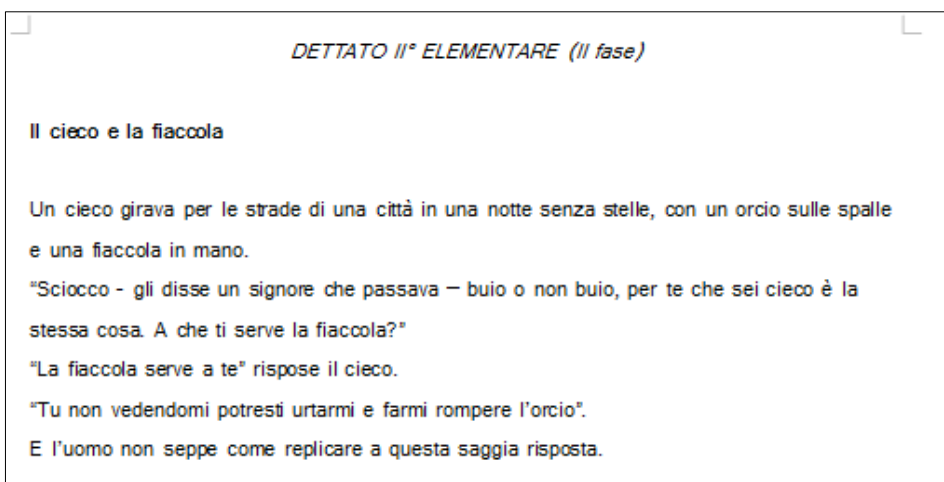 DETTATO II° ELEMENTARE (II fase)
Il cieco e la fiaccola
Un cieco girava per le strade di una città in una notte senza stelle, con un orcio sulle spalle
e una fiaccola in mano.
“Sciocco - gli disse un signore che passava – buio o non buio, per te che sei cieco è la
stessa cosa. A che ti serve la fiaccola?”
“La fiaccola serve a te” rispose il cieco.
“Tu non vedendomi potresti urtarmi e farmi rompere l’orcio”.
E l’uomo non seppe come replicare a questa saggia risposta.